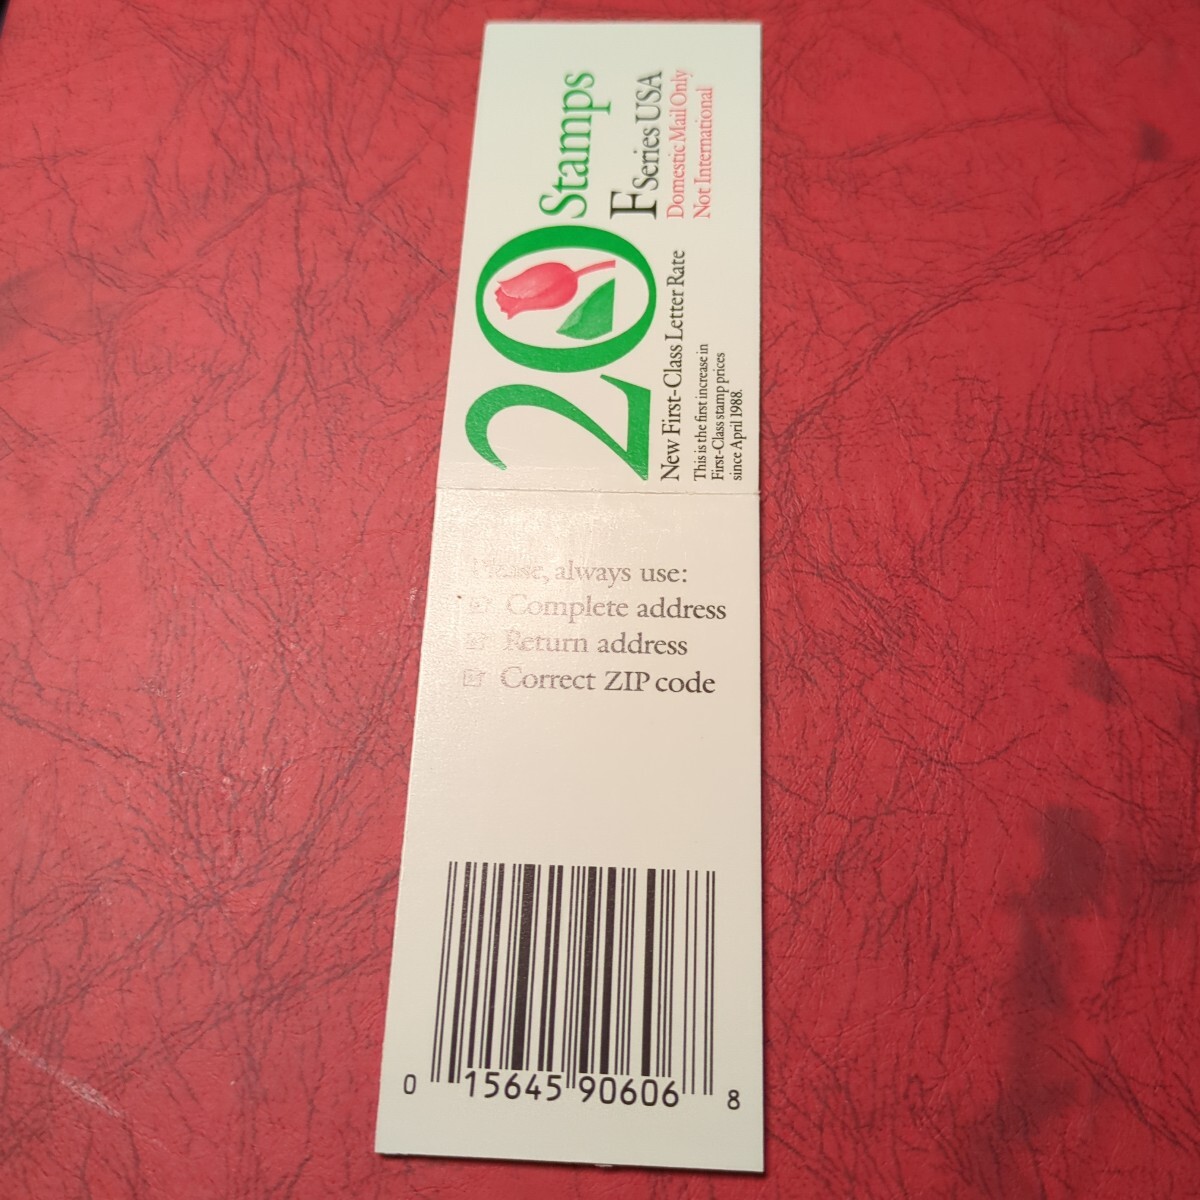 20 Stamps
F Series USA
Domestic Mail Only
Not International
New First-Class Letter Rate
This is the first increase in
First-Class stamp prices
since April 1988.
Please, always use:
Complete address
Return address
Correct ZIP code
0 15645 90606 8